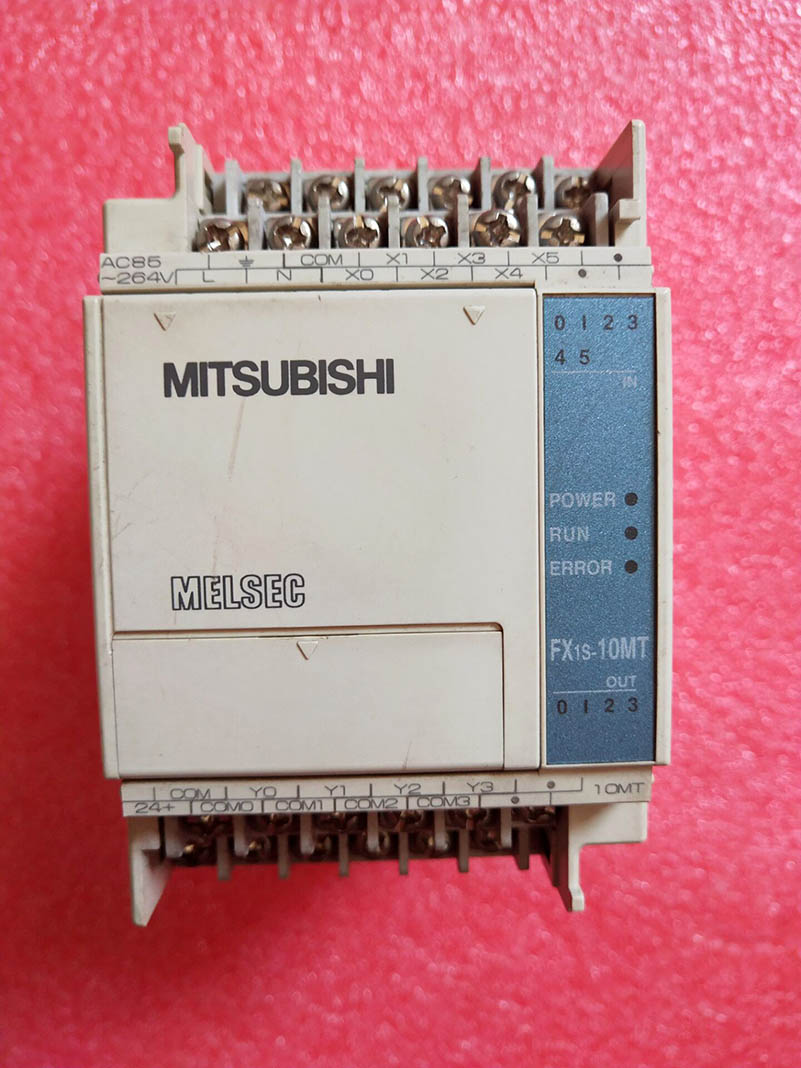 AC85 ⏚ COM X1 X3 X5 •
~264V L N X0 X2 X4 •
0 1 2 3
4 5
IN
MITSUBISHI
POWER
RUN
ERROR
MELSEC
FX1S-10MT
OUT
0 1 2 3
COM Y0 Y1 Y2 Y3 • 10MT
24+ COM0 COM1 COM2 COM3 •